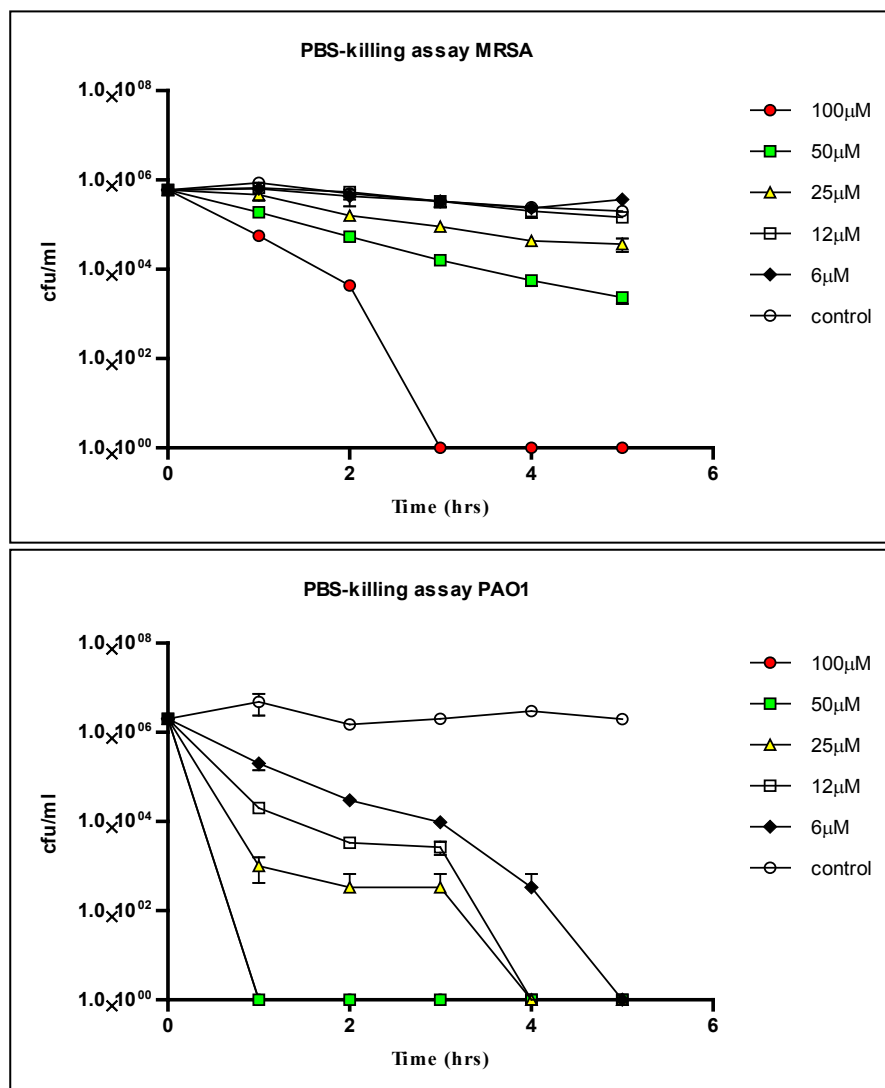 PBS-killing assay MRSA
1.0×10⁰⁸
1.0×10⁰⁶
1.0×10⁰⁴
1.0×10⁰²
1.0×10⁰⁰
cfu/ml
0 2 4 6
Time (hrs)
100μM
50μM
25μM
12μM
6μM
control
PBS-killing assay PAO1
1.0×10⁰⁸
1.0×10⁰⁶
1.0×10⁰⁴
1.0×10⁰²
1.0×10⁰⁰
cfu/ml
0 2 4 6
Time (hrs)
100μM
50μM
25μM
12μM
6μM
control